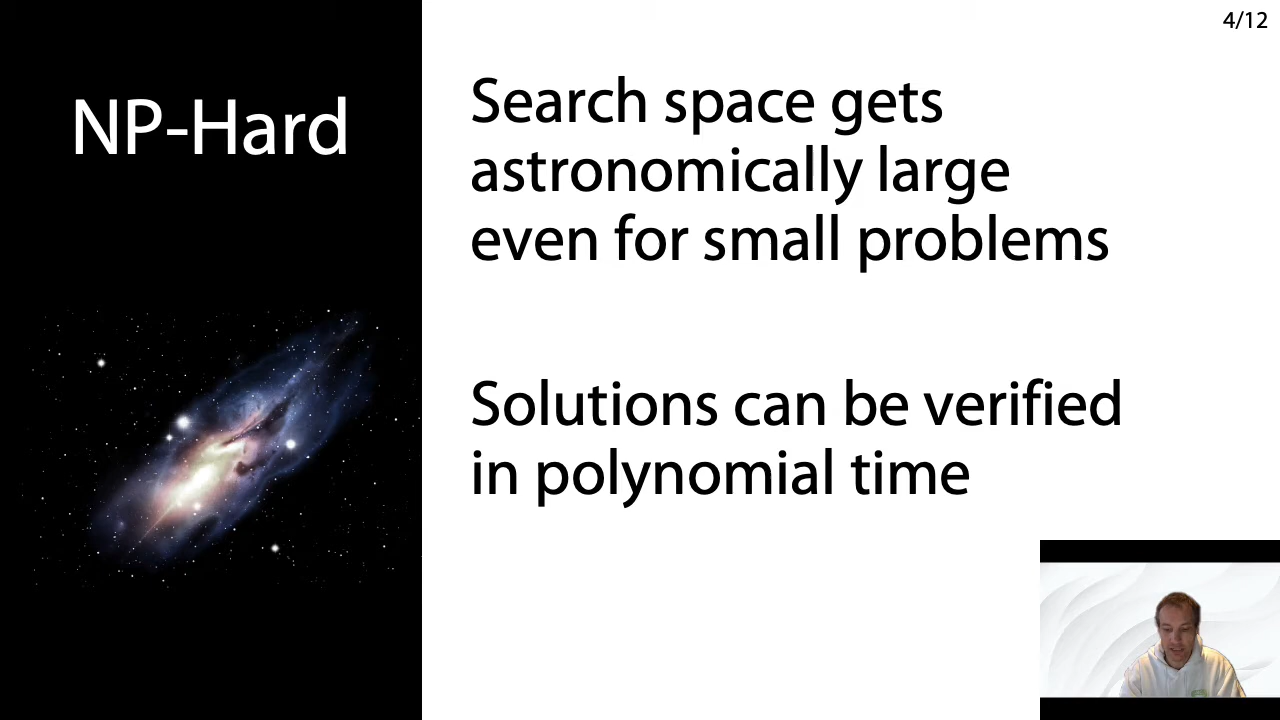 4/12
NP-Hard
Search space gets
astronomically large
even for small problems
Solutions can be verified
in polynomial time